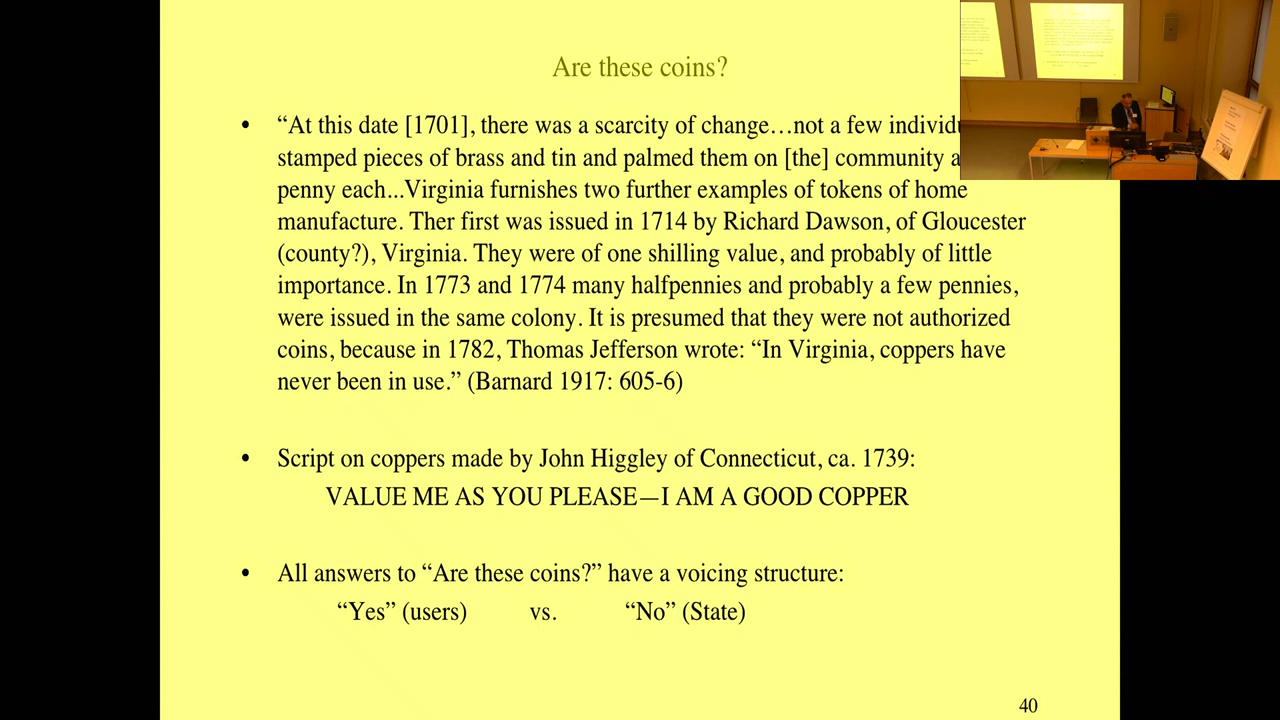 Are these coins?
• “At this date [1701], there was a scarcity of change…not a few
stamped pieces of brass and tin and palmed them on [the] community
penny each...Virginia furnishes two further examples of tokens of home
manufacture. Ther first was issued in 1714 by Richard Dawson, of Gloucester
(county?), Virginia. They were of one shilling value, and probably of little
importance. In 1773 and 1774 many halfpennies and probably a few pennies,
were issued in the same colony. It is presumed that they were not authorized
coins, because in 1782, Thomas Jefferson wrote: “In Virginia, coppers have
never been in use.” (Barnard 1917: 605-6)
• Script on coppers made by John Higgley of Connecticut, ca. 1739:
VALUE ME AS YOU PLEASE—I AM A GOOD COPPER
• All answers to “Are these coins?” have a voicing structure:
“Yes” (users) vs. “No” (State)
40